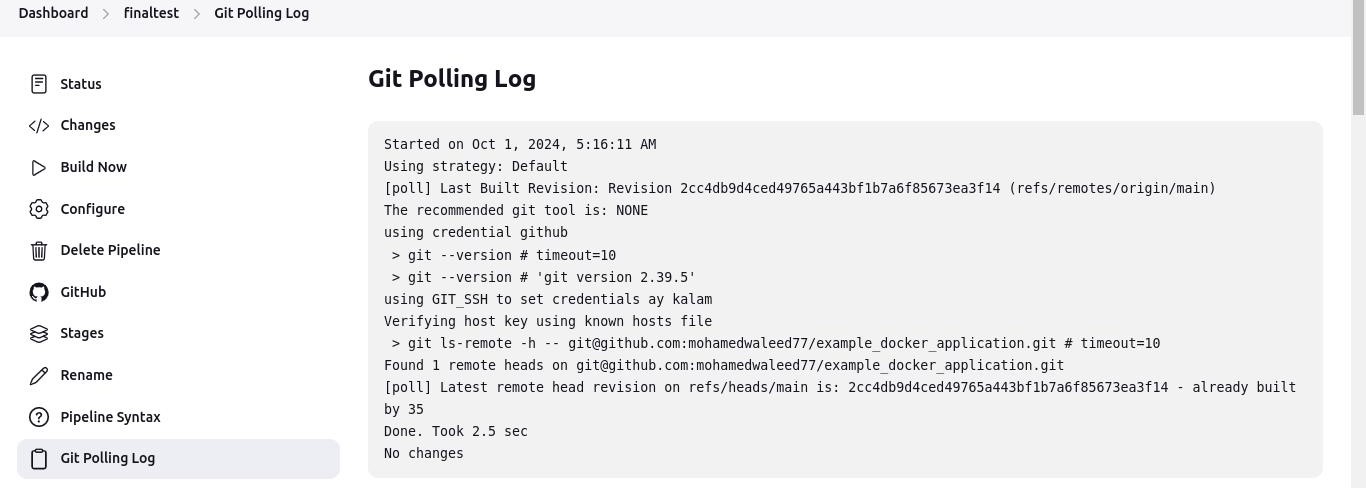 Dashboard > finaltest > Git Polling Log
Status
Changes
Build Now
Configure
Delete Pipeline
GitHub
Stages
Rename
Pipeline Syntax
Git Polling Log
Git Polling Log
Started on Oct 1, 2024, 5:16:11 AM
Using strategy: Default
[poll] Last Built Revision: Revision 2cc4db9d4ced49765a443bf1b7a6f85673ea3f14 (refs/remotes/origin/main)
The recommended git tool is: NONE
using credential github
 > git --version # timeout=10
 > git --version # 'git version 2.39.5'
using GIT_SSH to set credentials ay kalam
Verifying host key using known hosts file
 > git ls-remote -h -- git@github.com:mohamedwaleed77/example_docker_application.git # timeout=10
Found 1 remote heads on git@github.com:mohamedwaleed77/example_docker_application.git
[poll] Latest remote head revision on refs/heads/main is: 2cc4db9d4ced49765a443bf1b7a6f85673ea3f14 - already built
by 35
Done. Took 2.5 sec
No changes